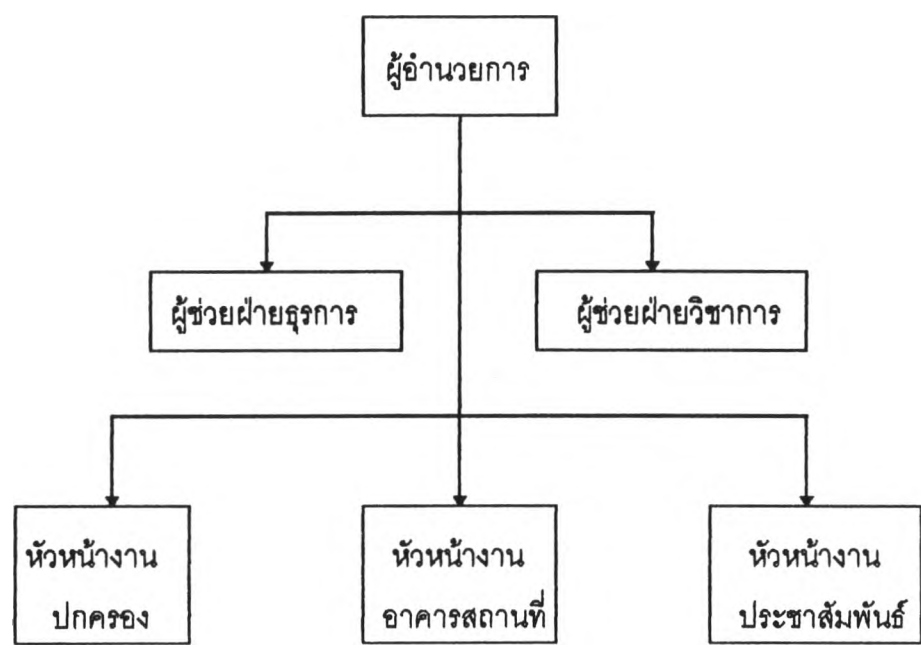 ผู้อำนวยการ
ผู้ช่วยฝ่ายธุรการ
ผู้ช่วยฝ่ายวิชาการ
หัวหน้างาน
ปกครอง
หัวหน้างาน
อาคารสถานที่
หัวหน้างาน
ประชาสัมพันธ์